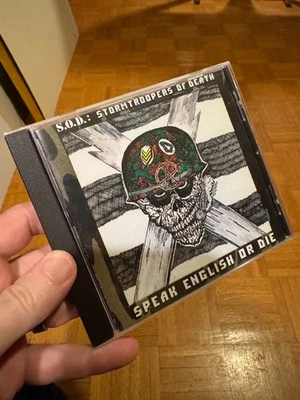 S.O.D.: STORMTROOPERS OF DEATH
SPEAK ENGLISH OR DIE